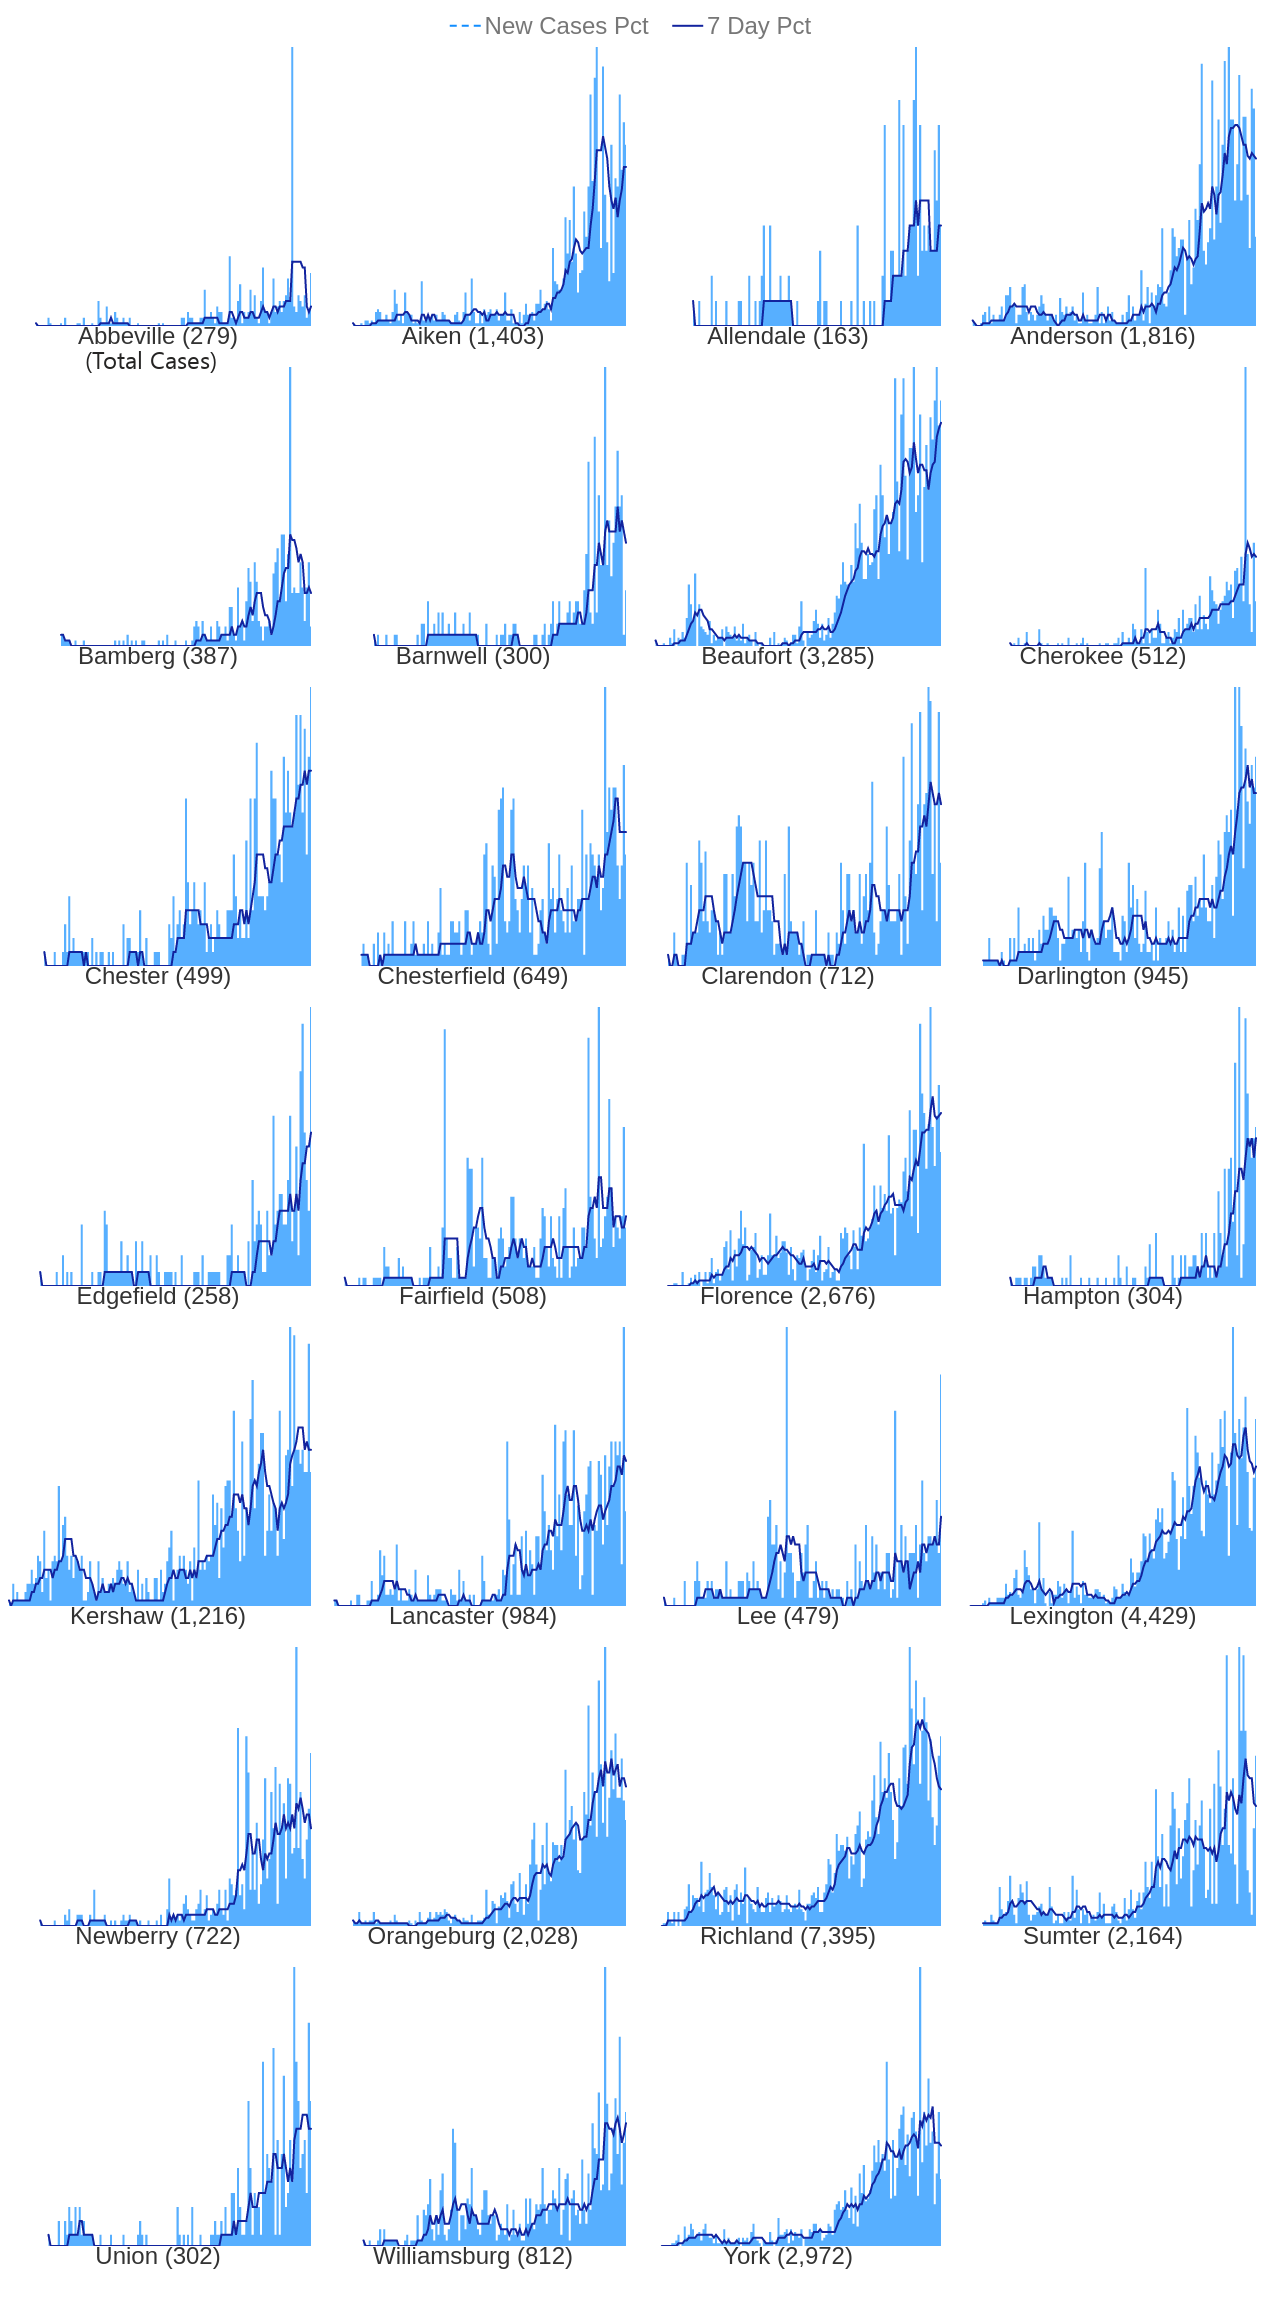 New Cases Pct 7 Day Pct
Abbeville (279) Aiken (1,403) Allendale (163) Anderson (1,816)
(Total Cases)
Bamberg (387) Barnwell (300) Beaufort (3,285) Cherokee (512)
Chester (499) Chesterfield (649) Clarendon (712) Darlington (945)
Edgefield (258) Fairfield (508) Florence (2,676) Hampton (304)
Kershaw (1,216) Lancaster (984) Lee (479) Lexington (4,429)
Newberry (722) Orangeburg (2,028) Richland (7,395) Sumter (2,164)
Union (302) Williamsburg (812) York (2,972)